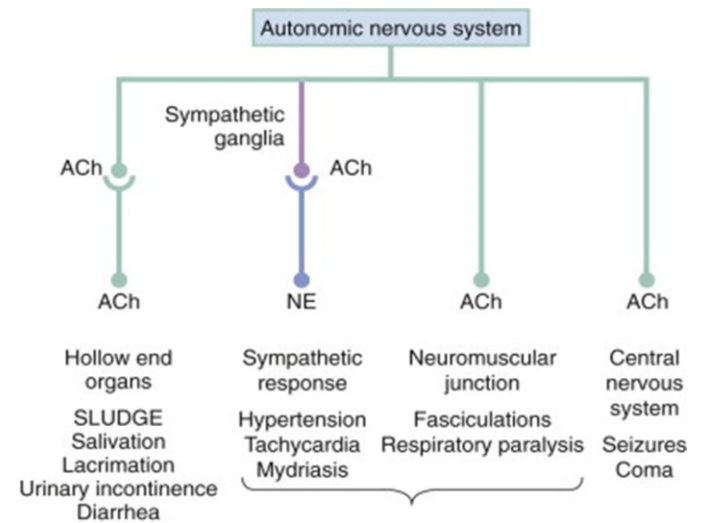 Autonomic nervous system
Sympathetic
ganglia
ACh
ACh
ACh
NE
ACh
ACh
Hollow end
organs
SLUDGE
Salivation
Lacrimation
Urinary incontinence
Diarrhea
Sympathetic
response
Hypertension
Tachycardia
Mydriasis
Neuromuscular
junction
Fasciculations
Respiratory paralysis
Central
nervous
system
Seizures
Coma